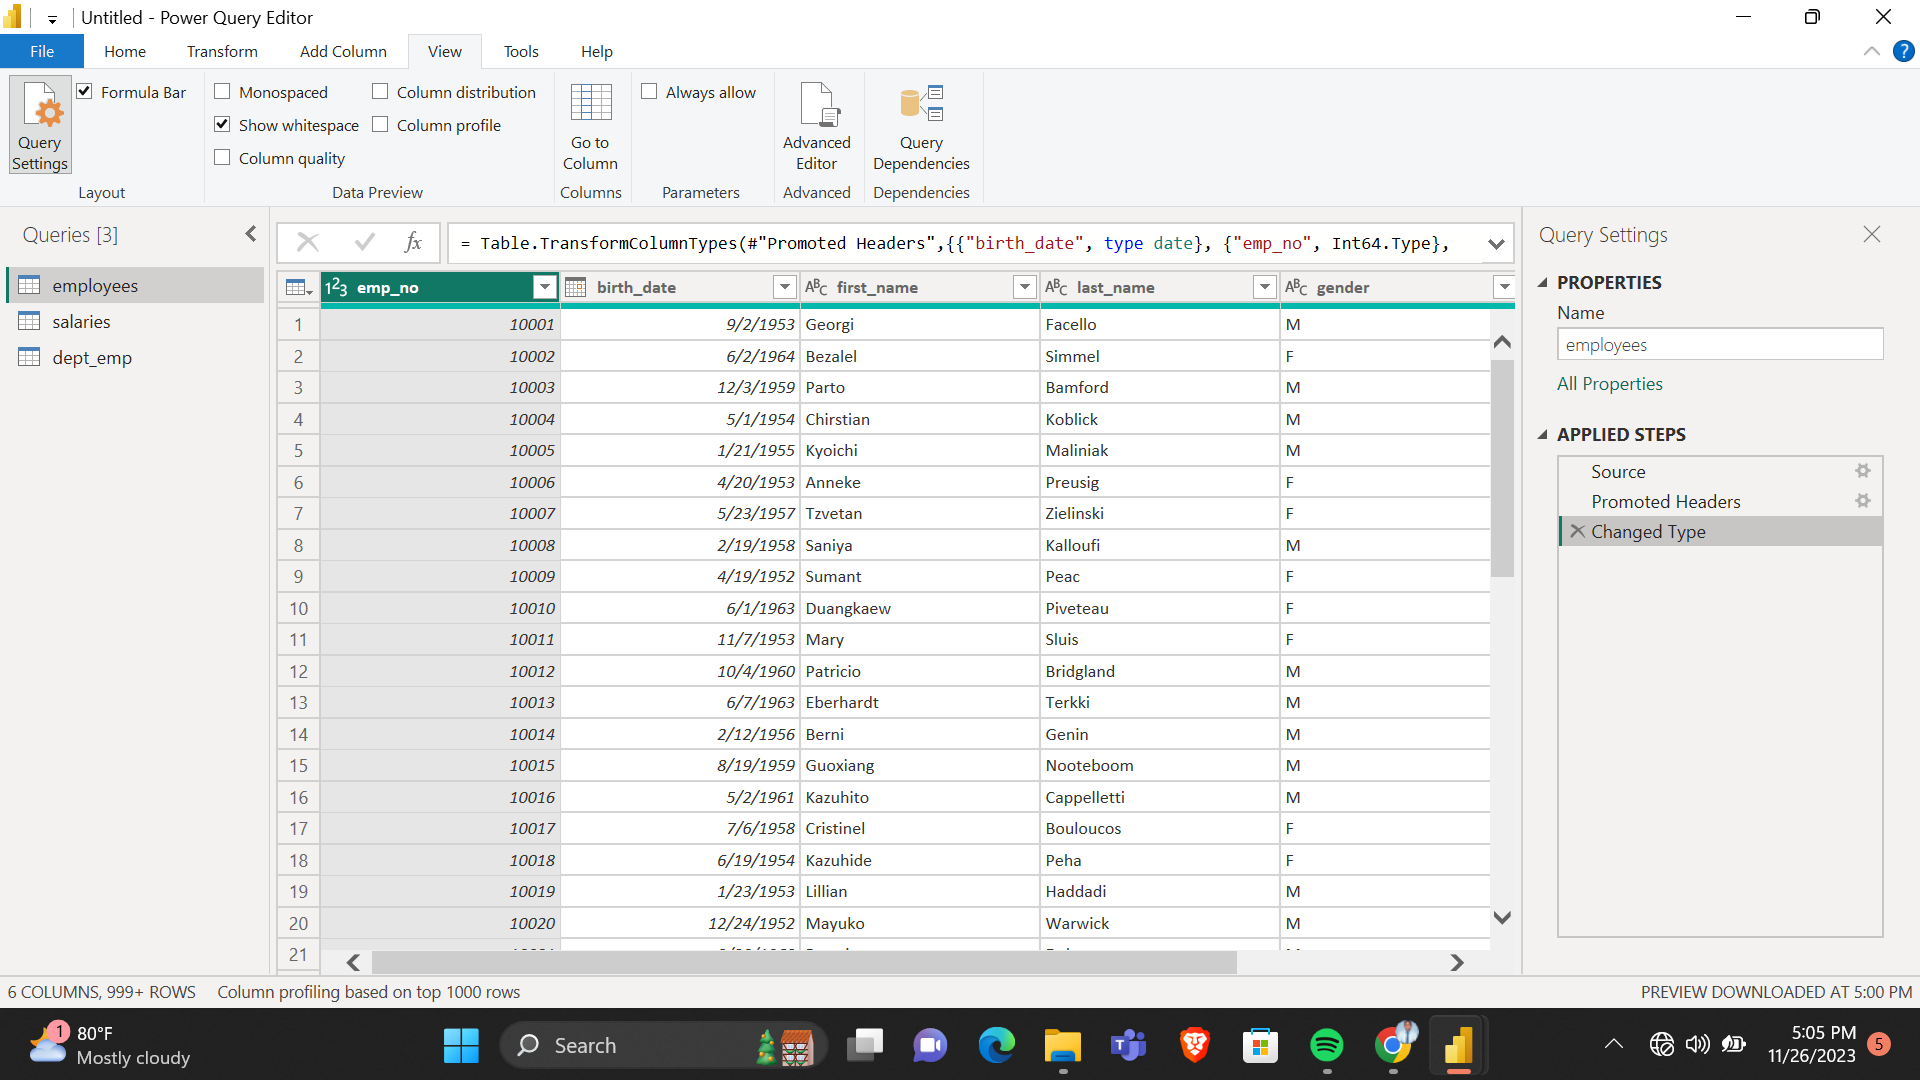 Untitled - Power Query Editor
File Home Transform Add Column View Tools Help
Query Settings
Formula Bar
Layout
Monospaced
Show whitespace
Column quality
Column distribution
Column profile
Data Preview
Go to Column
Columns
Always allow
Parameters
Advanced Editor
Advanced
Query Dependencies
Dependencies
Queries [3]
employees
salaries
dept_emp
fx = Table.TransformColumnTypes(#"Promoted Headers",{{"birth_date", type date}, {"emp_no", Int64.Type},
123 emp_no birth_date ABC first_name ABC last_name ABC gender
1 10001 9/2/1953 Georgi Facello M
2 10002 6/2/1964 Bezalel Simmel F
3 10003 12/3/1959 Parto Bamford M
4 10004 5/1/1954 Chirstian Koblick M
5 10005 1/21/1955 Kyoichi Maliniak M
6 10006 4/20/1953 Anneke Preusig F
7 10007 5/23/1957 Tzvetan Zielinski F
8 10008 2/19/1958 Saniya Kalloufi M
9 10009 4/19/1952 Sumant Peac F
10 10010 6/1/1963 Duangkaew Piveteau F
11 10011 11/7/1953 Mary Sluis F
12 10012 10/4/1960 Patricio Bridgland M
13 10013 6/7/1963 Eberhardt Terkki M
14 10014 2/12/1956 Berni Genin M
15 10015 8/19/1959 Guoxiang Nooteboom M
16 10016 5/2/1961 Kazuhito Cappelletti M
17 10017 7/6/1958 Cristinel Bouloucos F
18 10018 6/19/1954 Kazuhide Peha F
19 10019 1/23/1953 Lillian Haddadi M
20 10020 12/24/1952 Mayuko Warwick M
21
Query Settings
PROPERTIES
Name
employees
All Properties
APPLIED STEPS
Source
Promoted Headers
Changed Type
6 COLUMNS, 999+ ROWS Column profiling based on top 1000 rows
PREVIEW DOWNLOADED AT 5:00 PM
1 80°F
Mostly cloudy
Search
5:05 PM
11/26/2023
5